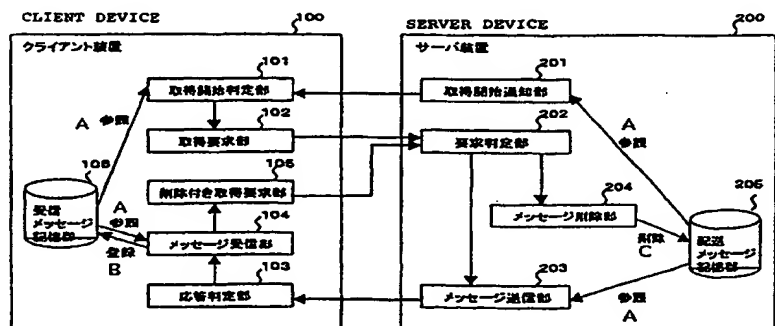 CLIENT DEVICE
100
クライアント装置
101
取得開始判定部
A 参照
102
取得要求部
106
受信
メッセージ
記憶部
105
削除付き取得要求部
A
参照
104
メッセージ受信部
登録
B
103
応答判定部
SERVER DEVICE
200
サーバ装置
201
取得開始通知部
202
要求判定部
A
参照
204
メッセージ削除部
205
配送
メッセージ
記憶部
削除
C
203
メッセージ送信部
参照
A